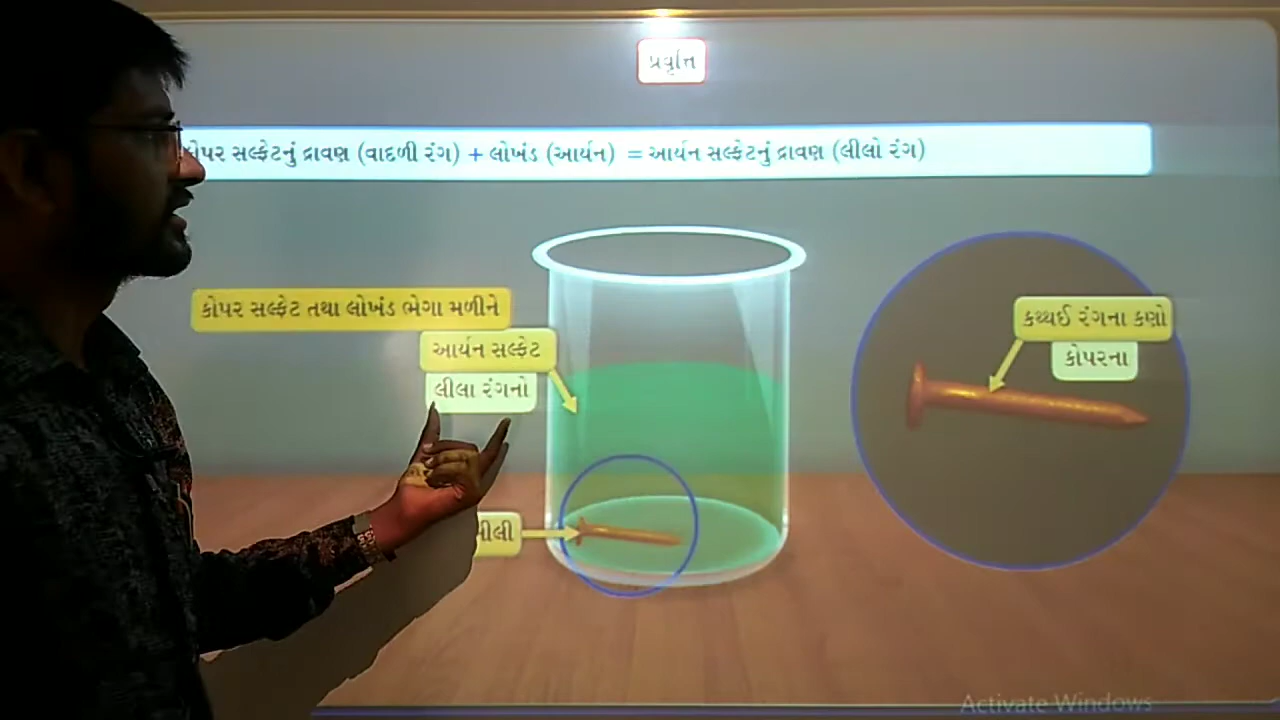 પ્રવૃત્તિ
કોપર સલ્ફેટનું દ્રાવણ (વાદળી રંગ) + લોખંડ (આર્યન) = આર્યન સલ્ફેટનું દ્રાવણ (લીલો રંગ)
કોપર સલ્ફેટ તથા લોખંડ ભેગા મળીને
આર્યન સલ્ફેટ
લીલા રંગનો
કથ્થઈ રંગના કણો
કોપરના
Activate Windows